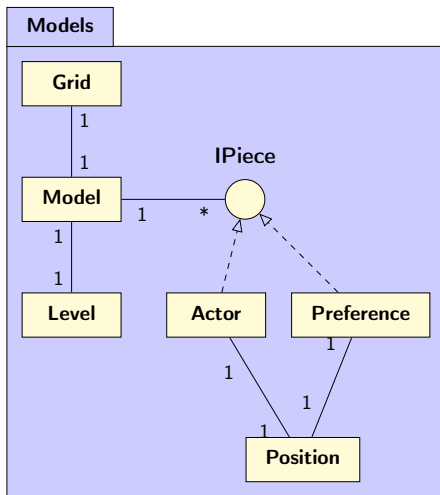 Models
Grid
1
1
IPiece
Model
1
*
1
1
Level
Actor
Preference
1
1
1
1
Position